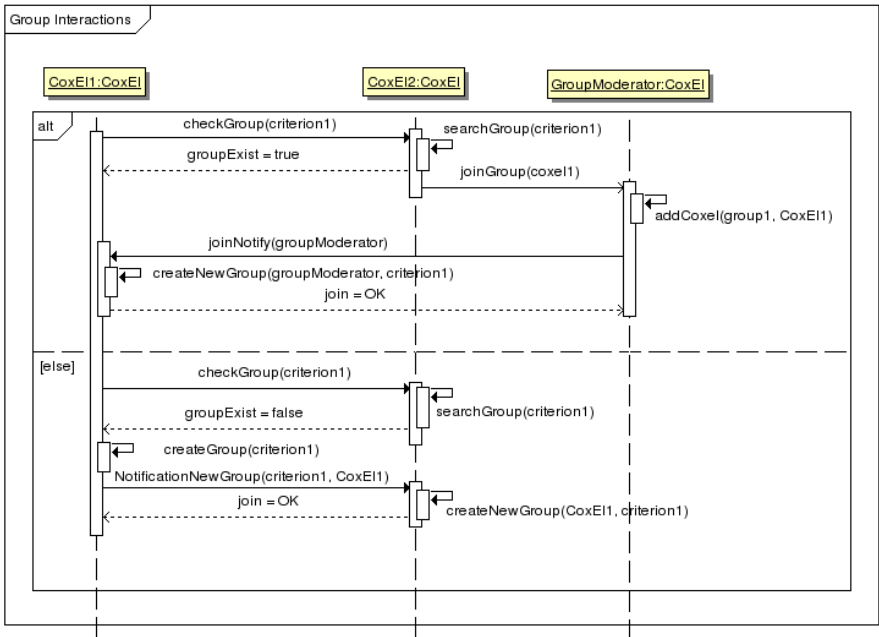 Group Interactions
CoxEl1:CoxEl
CoxEl2:CoxEl
GroupModerator:CoxEl
alt
checkGroup(criterion1)
searchGroup(criterion1)
groupExist = true
joinGroup(coxel1)
addCoxel(group1, CoxEl1)
joinNotify(groupModerator)
createNewGroup(groupModerator, criterion1)
join = OK
[else]
checkGroup(criterion1)
groupExist = false
searchGroup(criterion1)
createGroup(criterion1)
NotificationNewGroup(criterion1, CoxEl1)
join = OK
createNewGroup(CoxEl1, criterion1)